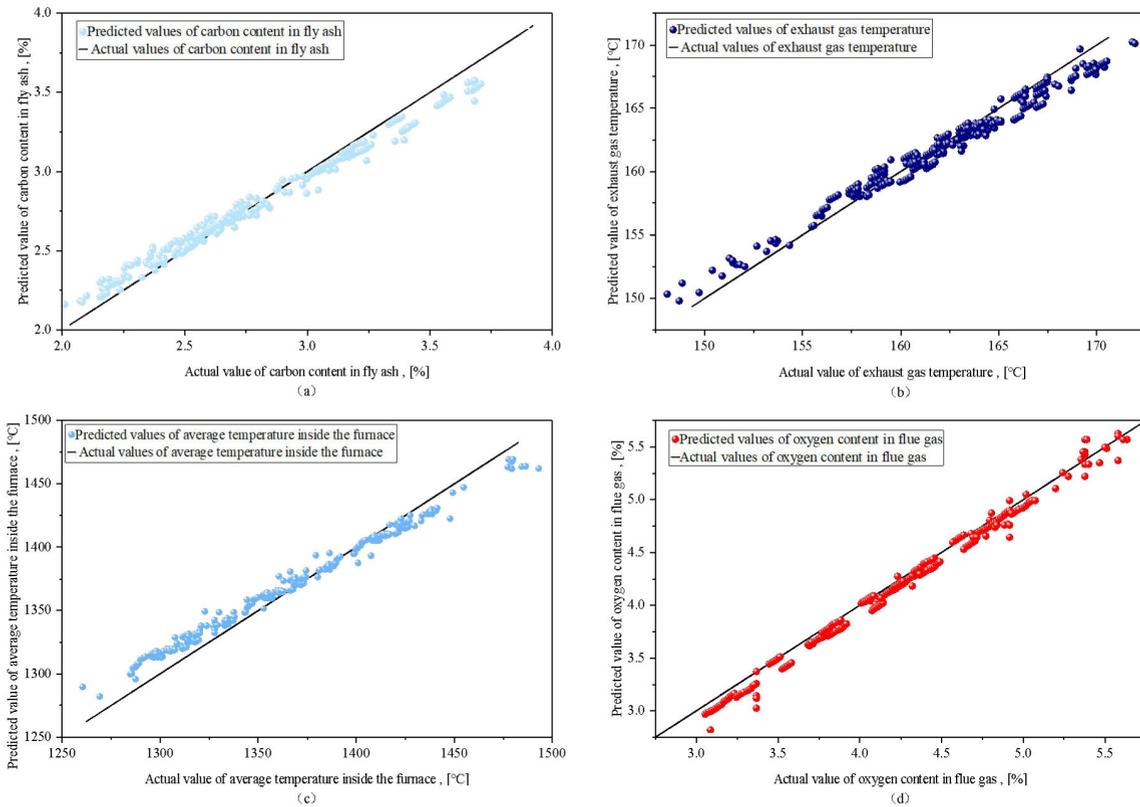 4.0
3.5
3.0
2.5
2.0
2.0 2.5 3.0 3.5 4.0
Predicted value of carbon content in fly ash , [%]
Predicted values of carbon content in fly ash
Actual values of carbon content in fly ash
Actual value of carbon content in fly ash , [%]
（a）
170
165
160
155
150
150 155 160 165 170
Predicted value of exhaust gas temperature , [℃]
Predicted values of exhaust gas temperature
Actual values of exhaust gas temperature
Actual value of exhaust gas temperature , [℃]
（b）
1500
1450
1400
1350
1300
1250
1250 1300 1350 1400 1450 1500
Predicted value of average temperature inside the furnace , [℃]
Predicted values of average temperature inside the furnace
Actual values of average temperature inside the furnace
Actual value of average temperature inside the furnace , [℃]
（c）
5.5
5.0
4.5
4.0
3.5
3.0
3.0 3.5 4.0 4.5 5.0 5.5
Predicted value of oxygen content in flue gas , [%]
Predicted values of oxygen content in flue gas
Actual values of oxygen content in flue gas
Actual value of oxygen content in flue gas , [%]
（d）